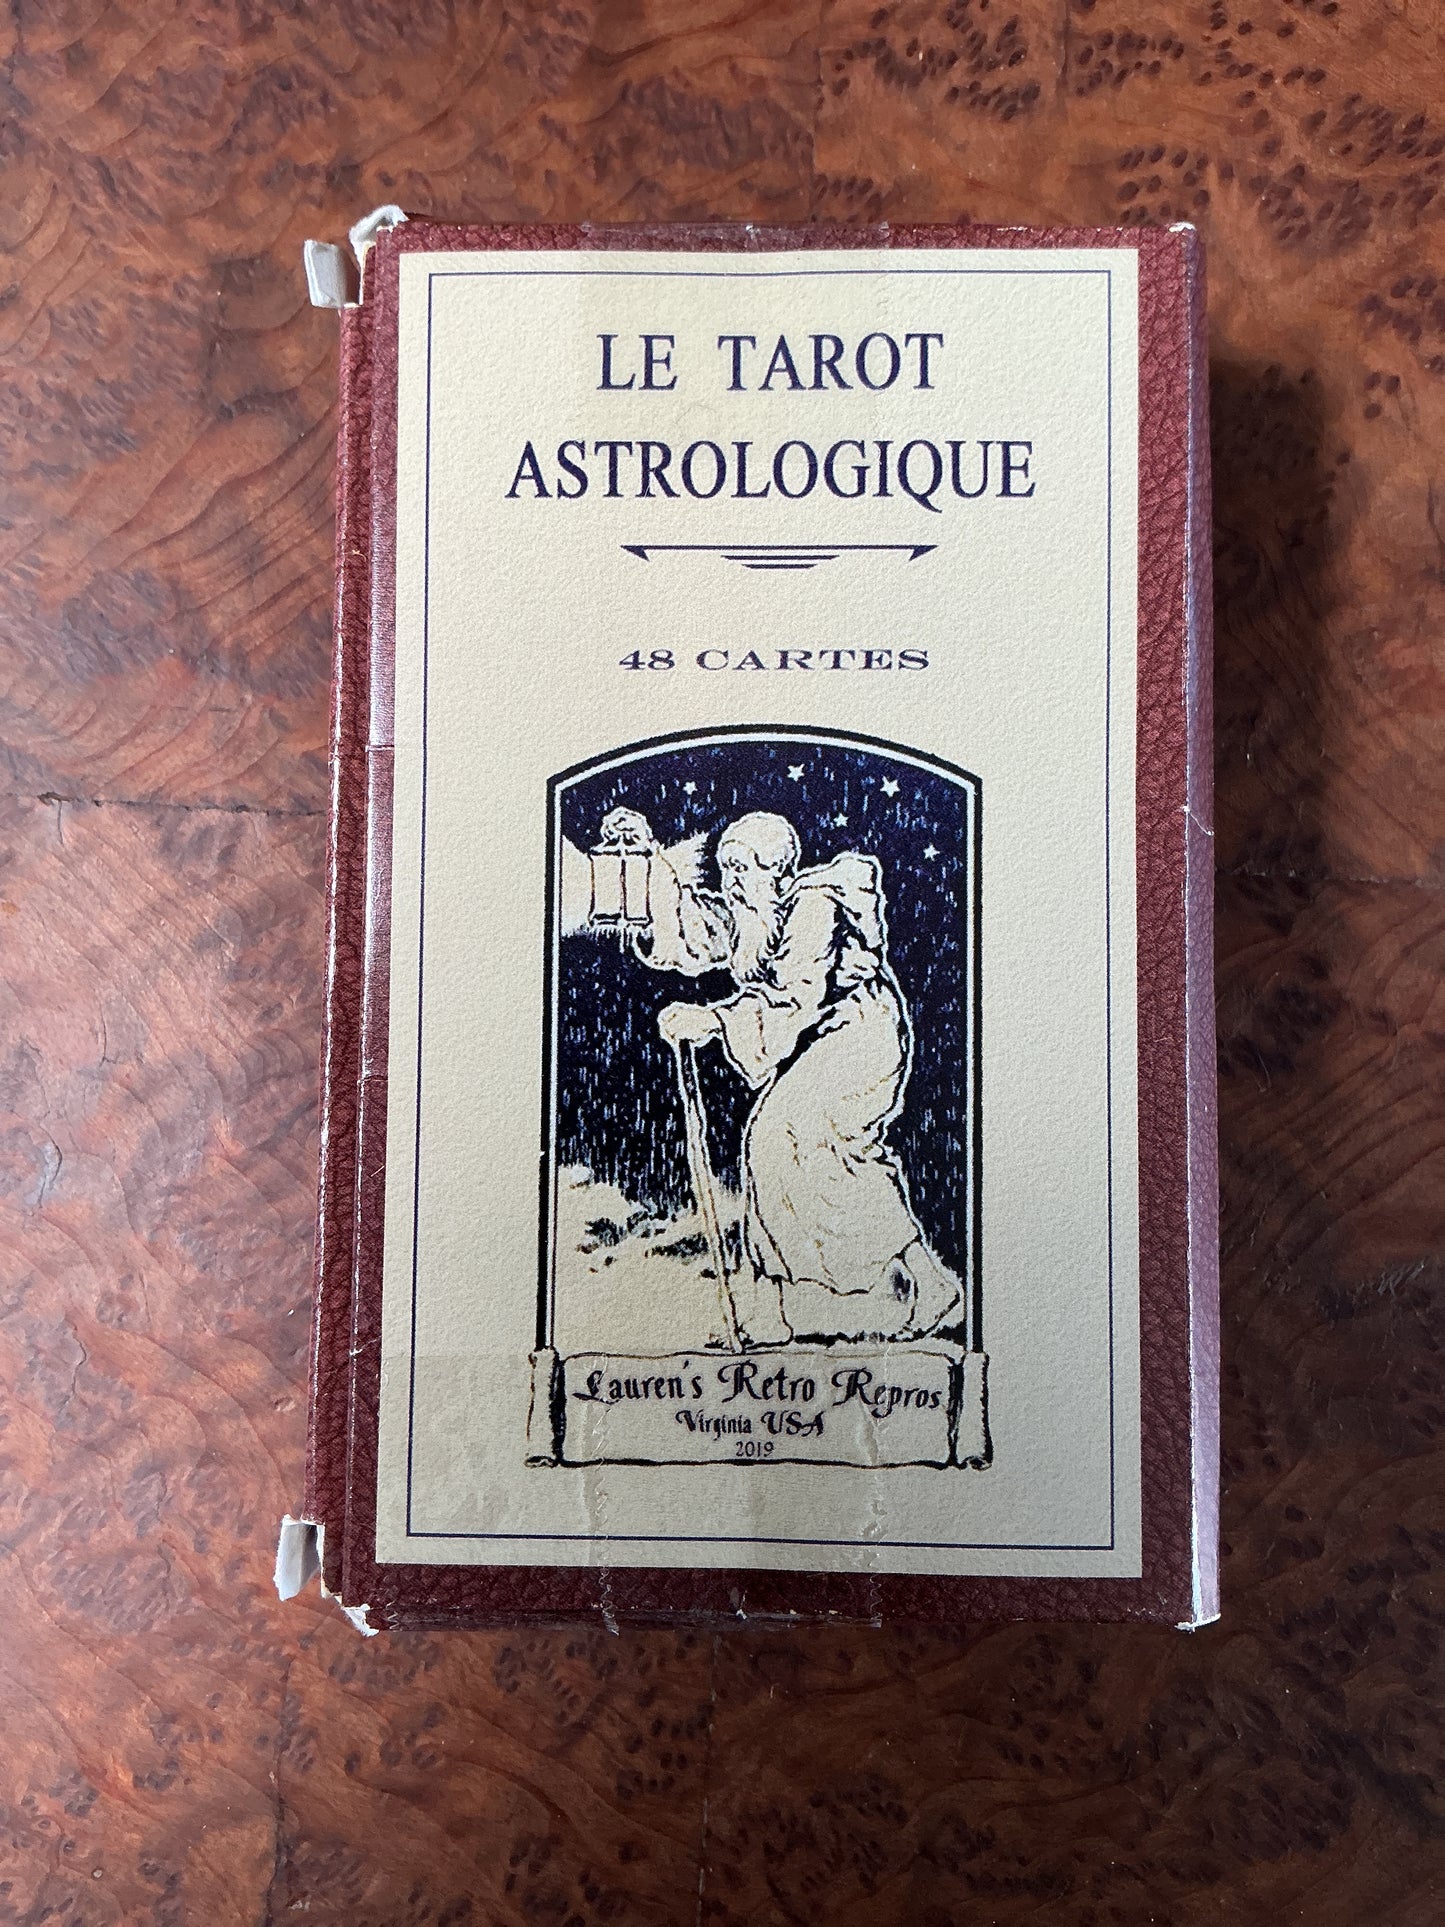 LE TAROT
ASTROLOGIQUE
48 CARTES
Lauren's Retro Repros
Virginia USA
2019